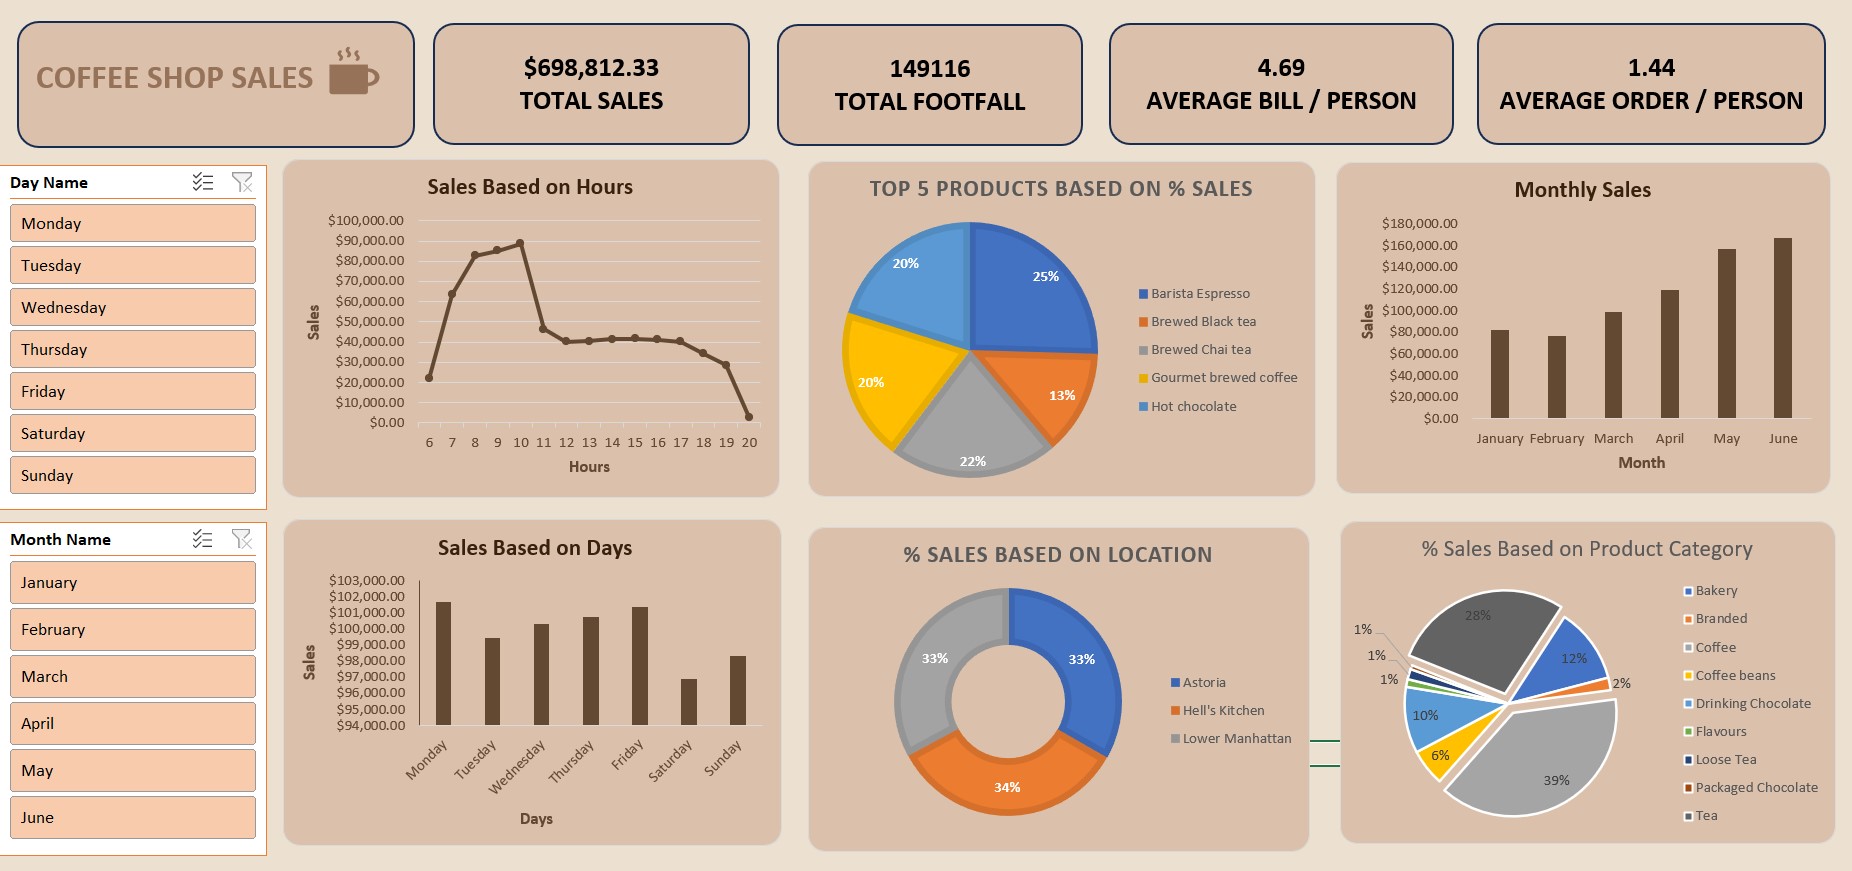 COFFEE SHOP SALES
$698,812.33
TOTAL SALES
149116
TOTAL FOOTFALL
4.69
AVERAGE BILL / PERSON
1.44
AVERAGE ORDER / PERSON
Day Name
Monday
Tuesday
Wednesday
Thursday
Friday
Saturday
Sunday
Month Name
January
February
March
April
May
June
Sales Based on Hours
Sales
$100,000.00
$90,000.00
$80,000.00
$70,000.00
$60,000.00
$50,000.00
$40,000.00
$30,000.00
$20,000.00
$10,000.00
$0.00
6 7 8 9 10 11 12 13 14 15 16 17 18 19 20
Hours
TOP 5 PRODUCTS BASED ON % SALES
20%
25%
20%
13%
22%
Barista Espresso
Brewed Black tea
Brewed Chai tea
Gourmet brewed coffee
Hot chocolate
Monthly Sales
Sales
$180,000.00
$160,000.00
$140,000.00
$120,000.00
$100,000.00
$80,000.00
$60,000.00
$40,000.00
$20,000.00
$0.00
January February March April May June
Month
Sales Based on Days
Sales
$103,000.00
$102,000.00
$101,000.00
$100,000.00
$99,000.00
$98,000.00
$97,000.00
$96,000.00
$95,000.00
$94,000.00
Monday Tuesday Wednesday Thursday Friday Saturday Sunday
Days
% SALES BASED ON LOCATION
33%
33%
34%
Astoria
Hell's Kitchen
Lower Manhattan
% Sales Based on Product Category
28%
1%
1%
1%
12%
2%
10%
6%
39%
Bakery
Branded
Coffee
Coffee beans
Drinking Chocolate
Flavours
Loose Tea
Packaged Chocolate
Tea